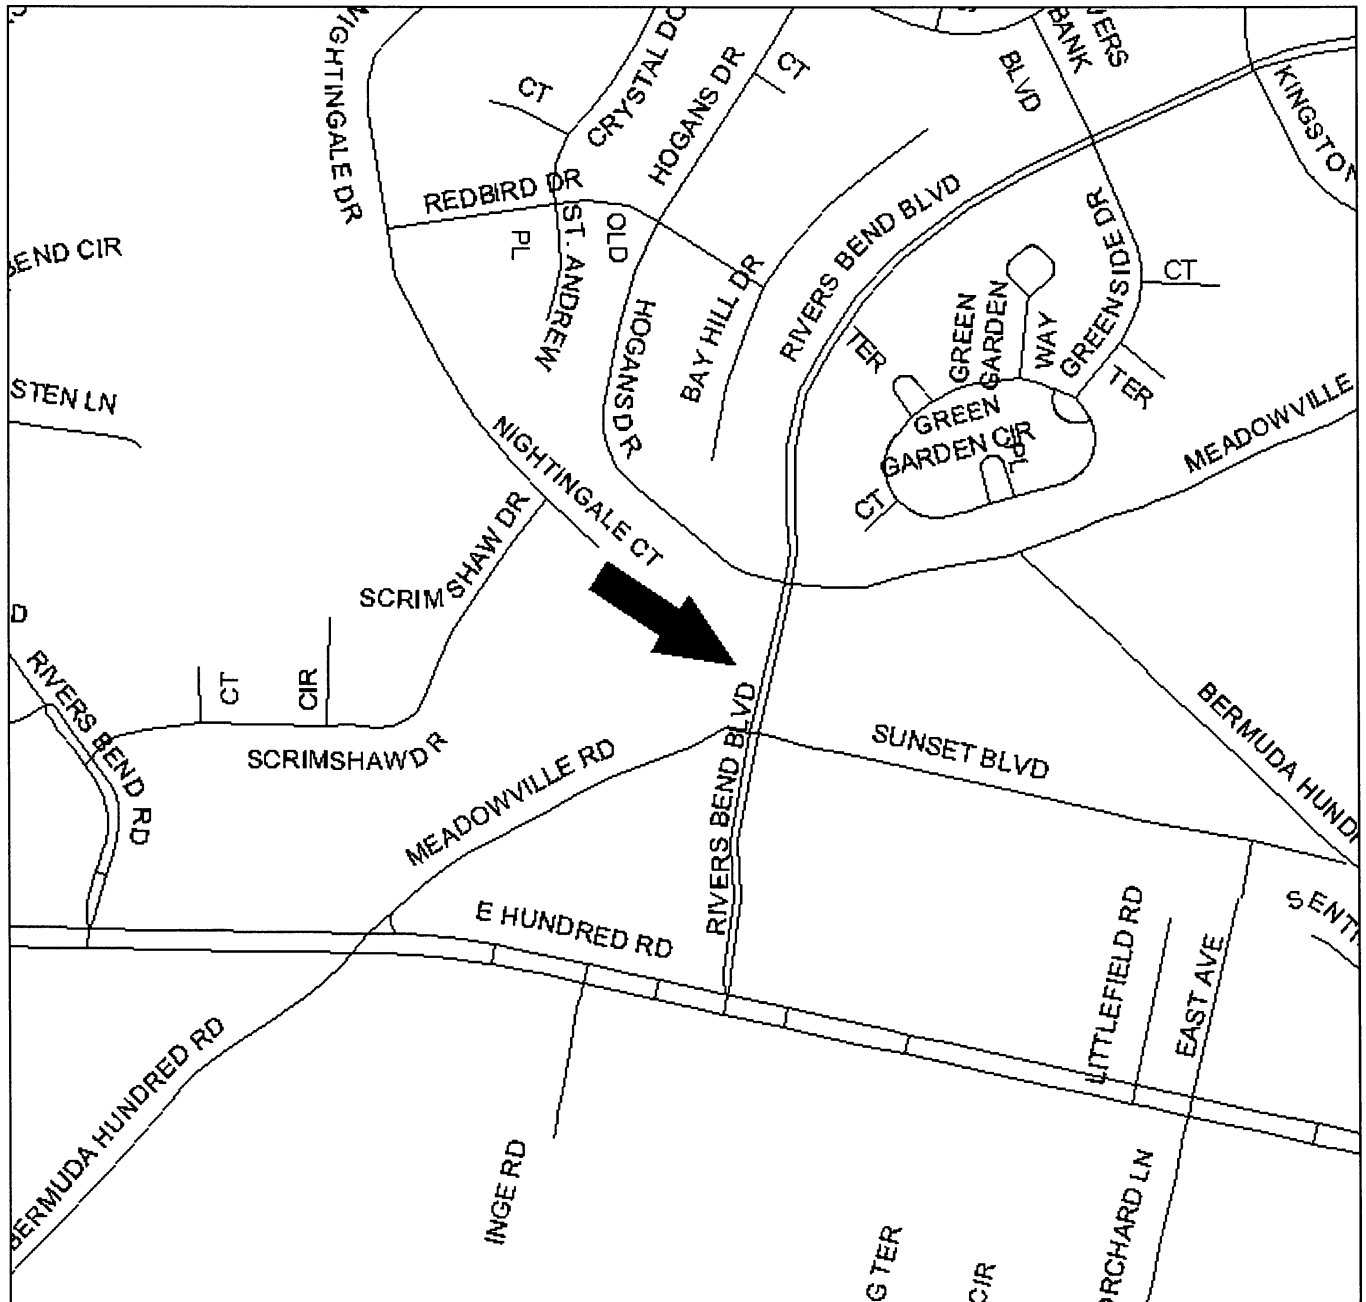 NIGHTINGALE DR
CT
CRYSTAL
HOGANS DR
CT
BLVD
BANK
KINGSTON
REDBIRD DR
PL
ST. ANDREW
OLD
HOGANS DR
BAY HILL DR
RIVERS BEND BLVD
GREENSIDE DR
CT
GREEN
GARDEN
WAY
TER
TER
GREEN
GARDEN CIR
PL
CT
MEADOWVILLE
BEND CIR
STEN LN
NIGHTINGALE CT
SCRIMSHAW DR
D
RIVERS BEND RD
CT
CIR
SCRIMSHAW DR
MEADOWVILLE RD
RIVERS BEND BLVD
SUNSET BLVD
BERMUDA HUNDR
E HUNDRED RD
LITTLEFIELD RD
EAST AVE
S ENT
BERMUDA HUNDRED RD
INGE RD
G TER
CIR
ORCHARD LN